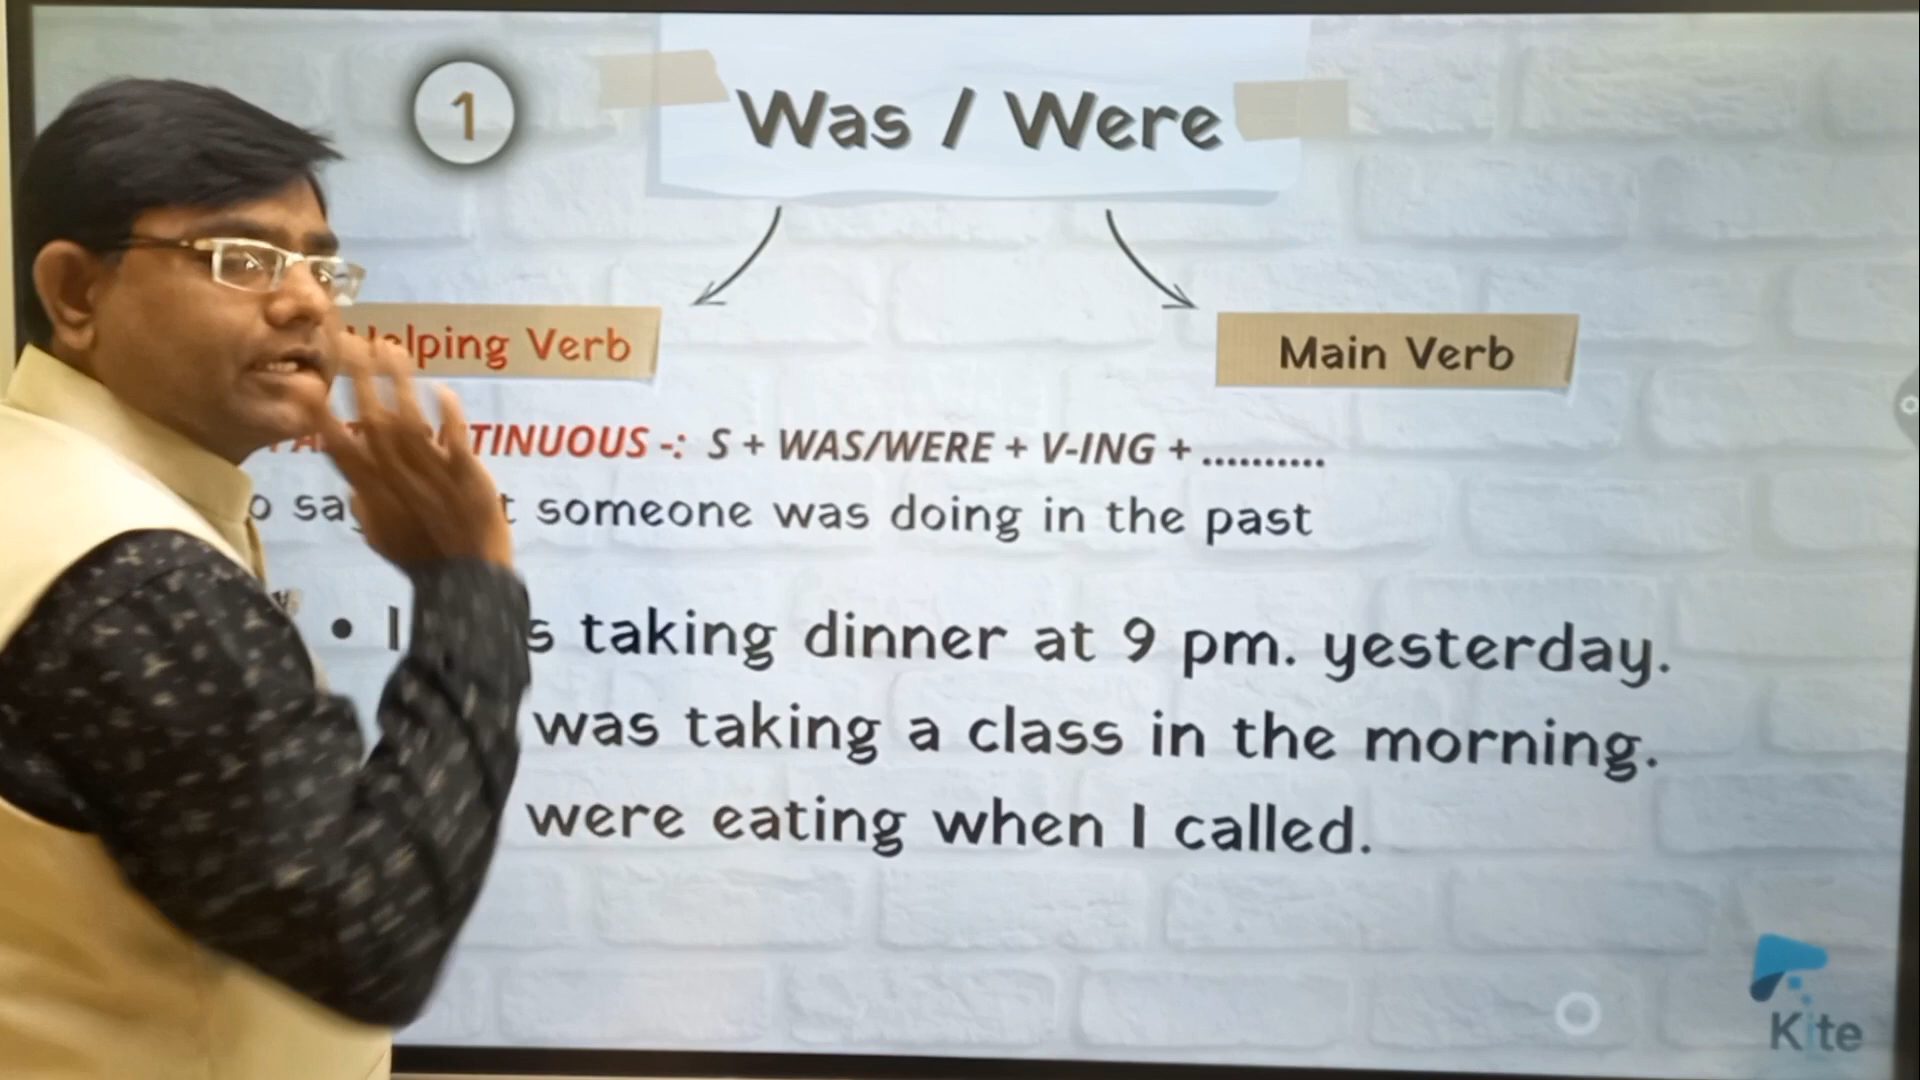 1
Was / Were
Helping Verb
Main Verb
TINUOUS -: S + WAS/WERE + V-ING + ..........
someone was doing in the past
• I taking dinner at 9 pm. yesterday.
was taking a class in the morning.
were eating when I called.
Kite